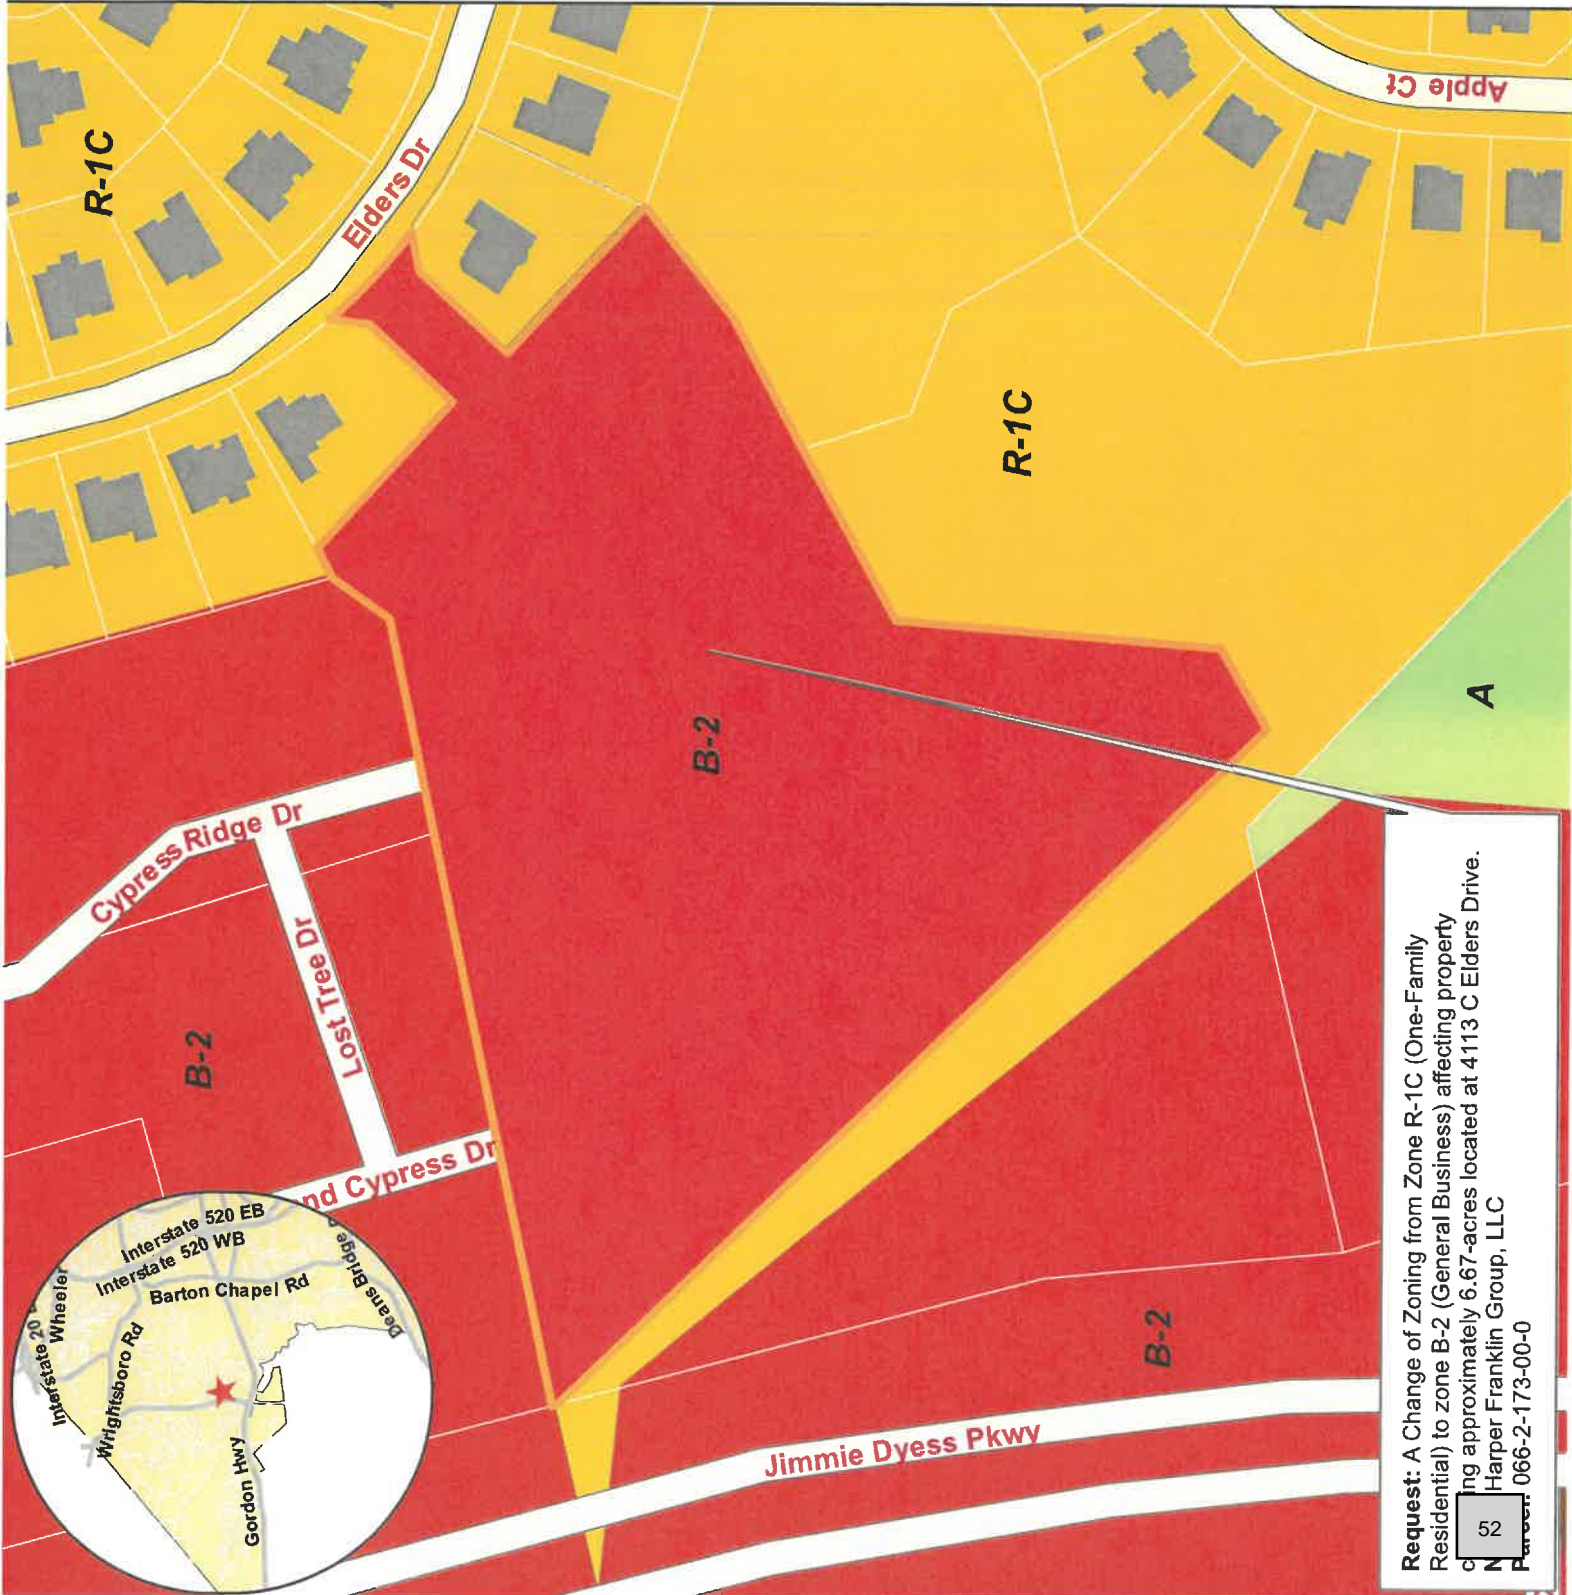 R-1C
Elders Dr
Apple Ct
R-1C
B-2
A
Cypress Ridge Dr
Lost Tree Dr
B-2
nd Cypress Dr
B-2
Jimmie Dyess Pkwy
Interstate 520 EB
Interstate 520 WB
Barton Chapel Rd
Deans Bridge
Interstate 20
Wheeler
Wrightsboro Rd
Gordon Hwy
Request: A Change of Zoning from Zone R-1C (One-Family
Residential) to zone B-2 (General Business) affecting property
c ing approximately 6.67-acres located at 4113 C Elders Drive.
N Harper Franklin Group, LLC
Parcel: 066-2-173-00-0
52